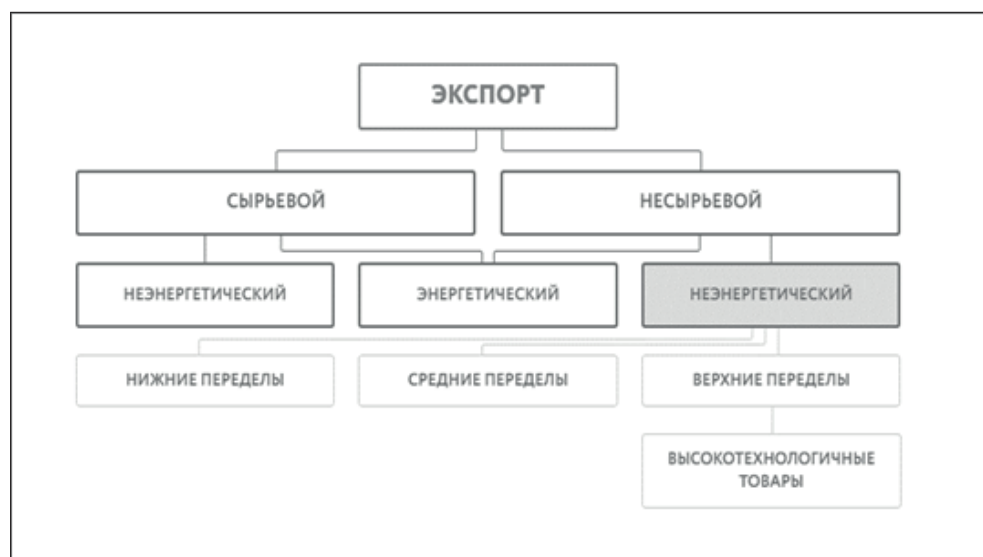 ЭКСПОРТ
СЫРЬЕВОЙ
НЕСЫРЬЕВОЙ
НЕЭНЕРГЕТИЧЕСКИЙ
ЭНЕРГЕТИЧЕСКИЙ
НЕЭНЕРГЕТИЧЕСКИЙ
НИЖНИЕ ПЕРЕДЕЛЫ
СРЕДНИЕ ПЕРЕДЕЛЫ
ВЕРХНИЕ ПЕРЕДЕЛЫ
ВЫСОКОТЕХНОЛОГИЧНЫЕ
ТОВАРЫ